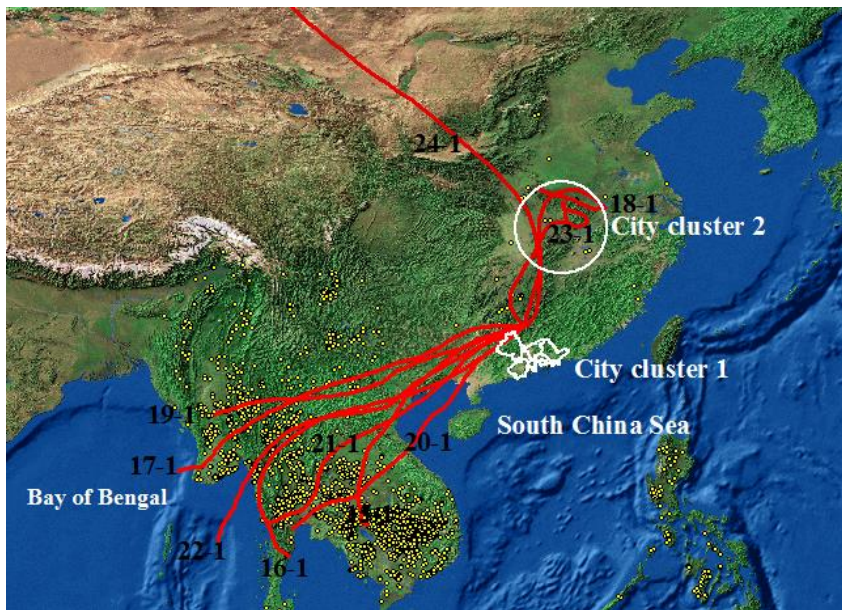 24-1
18-1
23-1
City cluster 2
City cluster 1
19-1
South China Sea
21-1
20-1
17-1
Bay of Bengal
22-1
16-1